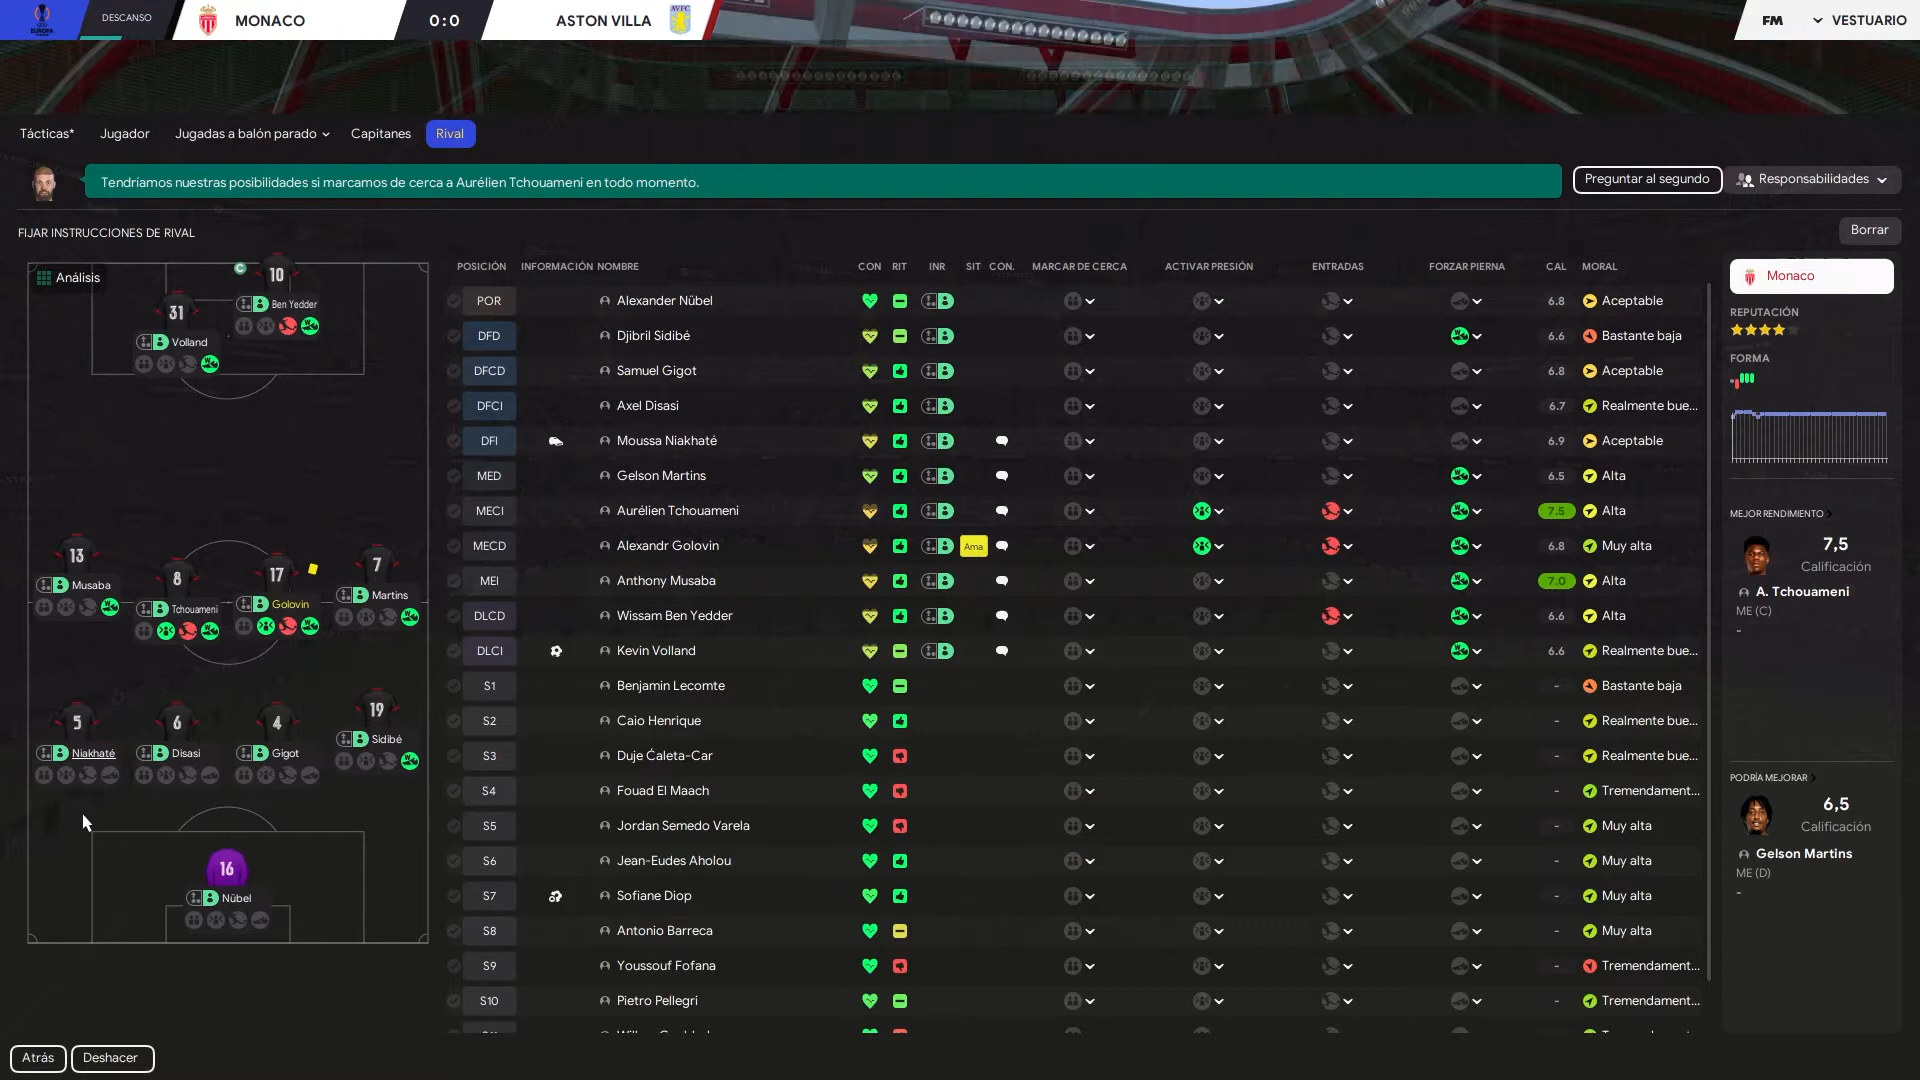 DESCANSO
MONACO
0:0
ASTON VILLA
AVFC
FM
VESTUARIO
EUROPA
Tácticas*
Jugador
Jugadas a balón parado
Capitanes
Rival
Tendríamos nuestras posibilidades si marcamos de cerca a Aurélien Tchouameni en todo momento.
Preguntar al segundo
Responsabilidades
FIJAR INSTRUCCIONES DE RIVAL
Borrar
Análisis
C
10
Ben Yedder
31
Volland
13
Musaba
8
Tchouameni
17
Golovin
7
Martins
5
Niakhaté
6
Disasi
4
Gigot
19
Sidibé
16
Nübel
POSICIÓN INFORMACIÓN NOMBRE CON RIT INR SIT CON. MARCAR DE CERCA ACTIVAR PRESIÓN ENTRADAS FORZAR PIERNA CAL MORAL
POR Alexander Nübel 6.8 Aceptable
DFD Djibril Sidibé 6.6 Bastante baja
DFCD Samuel Gigot 6.8 Aceptable
DFCI Axel Disasi 6.7 Realmente bue...
DFI Moussa Niakhaté 6.9 Aceptable
MED Gelson Martins 6.5 Alta
MECI Aurélien Tchouameni 7.5 Alta
MECD Alexandr Golovin Ama 6.8 Muy alta
MEI Anthony Musaba 7.0 Alta
DLCD Wissam Ben Yedder 6.6 Alta
DLCI Kevin Volland 6.6 Realmente bue...
S1 Benjamin Lecomte - Bastante baja
S2 Caio Henrique - Realmente bue...
S3 Duje Ćaleta-Car - Realmente bue...
S4 Fouad El Maach - Tremendament...
S5 Jordan Semedo Varela - Muy alta
S6 Jean-Eudes Aholou - Muy alta
S7 Sofiane Diop - Muy alta
S8 Antonio Barreca - Muy alta
S9 Youssouf Fofana - Tremendament...
S10 Pietro Pellegri - Tremendament...
Monaco
REPUTACIÓN
FORMA
MEJOR RENDIMIENTO
7,5
Calificación
A. Tchouameni
ME (C)
-
PODRÍA MEJORAR
6,5
Calificación
Gelson Martins
ME (D)
-
Atrás
Deshacer